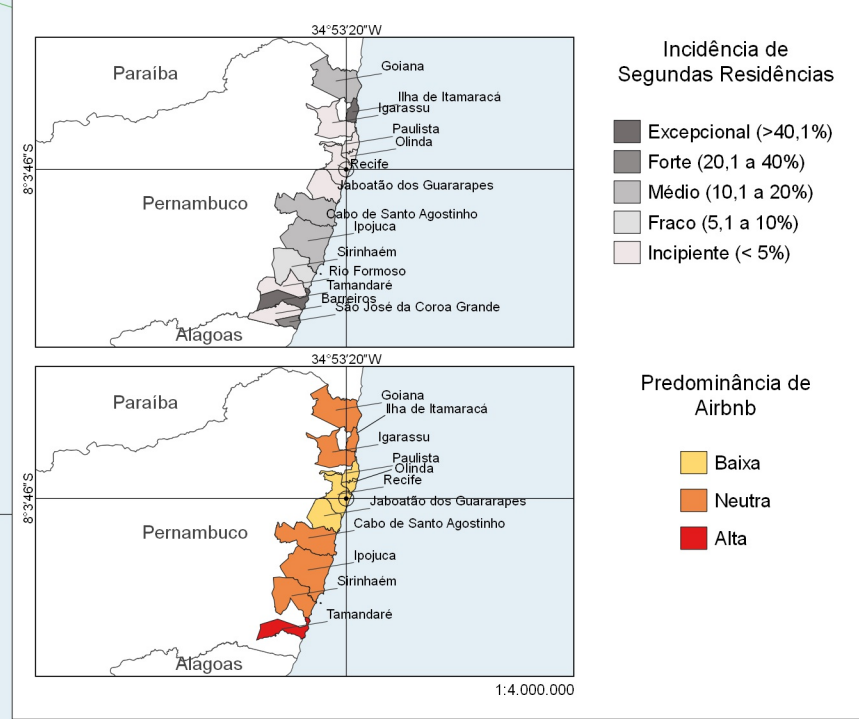 34°53'20"W
8°3'46"S
Paraíba
Pernambuco
Alagoas
Goiana
Ilha de Itamaracá
Igarassu
Paulista
Olinda
Recife
Jaboatão dos Guararapes
Cabo de Santo Agostinho
Ipojuca
Sirinhaém
Rio Formoso
Tamandaré
Barreiros
São José da Coroa Grande
Incidência de
Segundas Residências
Excepcional (>40,1%)
Forte (20,1 a 40%)
Médio (10,1 a 20%)
Fraco (5,1 a 10%)
Incipiente (< 5%)
34°53'20"W
8°3'46"S
Paraíba
Pernambuco
Alagoas
Goiana
Ilha de Itamaracá
Igarassu
Paulista
Olinda
Recife
Jaboatão dos Guararapes
Cabo de Santo Agostinho
Ipojuca
Sirinhaém
Tamandaré
Predominância de
Airbnb
Baixa
Neutra
Alta
1:4.000.000